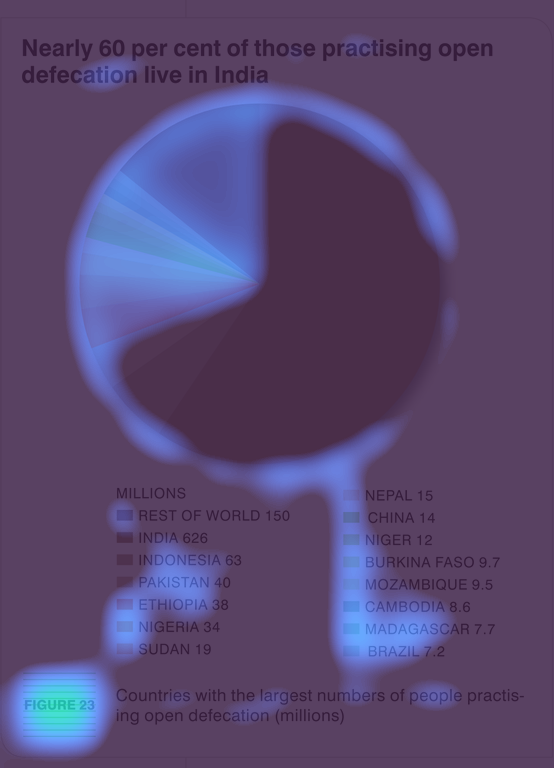 Nearly 60 per cent of those practising open
defecation live in India
MILLIONS
REST OF WORLD 150
INDIA 626
INDONESIA 63
PAKISTAN 40
ETHIOPIA 38
NIGERIA 34
SUDAN 19
NEPAL 15
CHINA 14
NIGER 12
BURKINA FASO 9.7
MOZAMBIQUE 9.5
CAMBODIA 8.6
MADAGASCAR 7.7
BRAZIL 7.2
FIGURE 23
Countries with the largest numbers of people practis-
ing open defecation (millions)